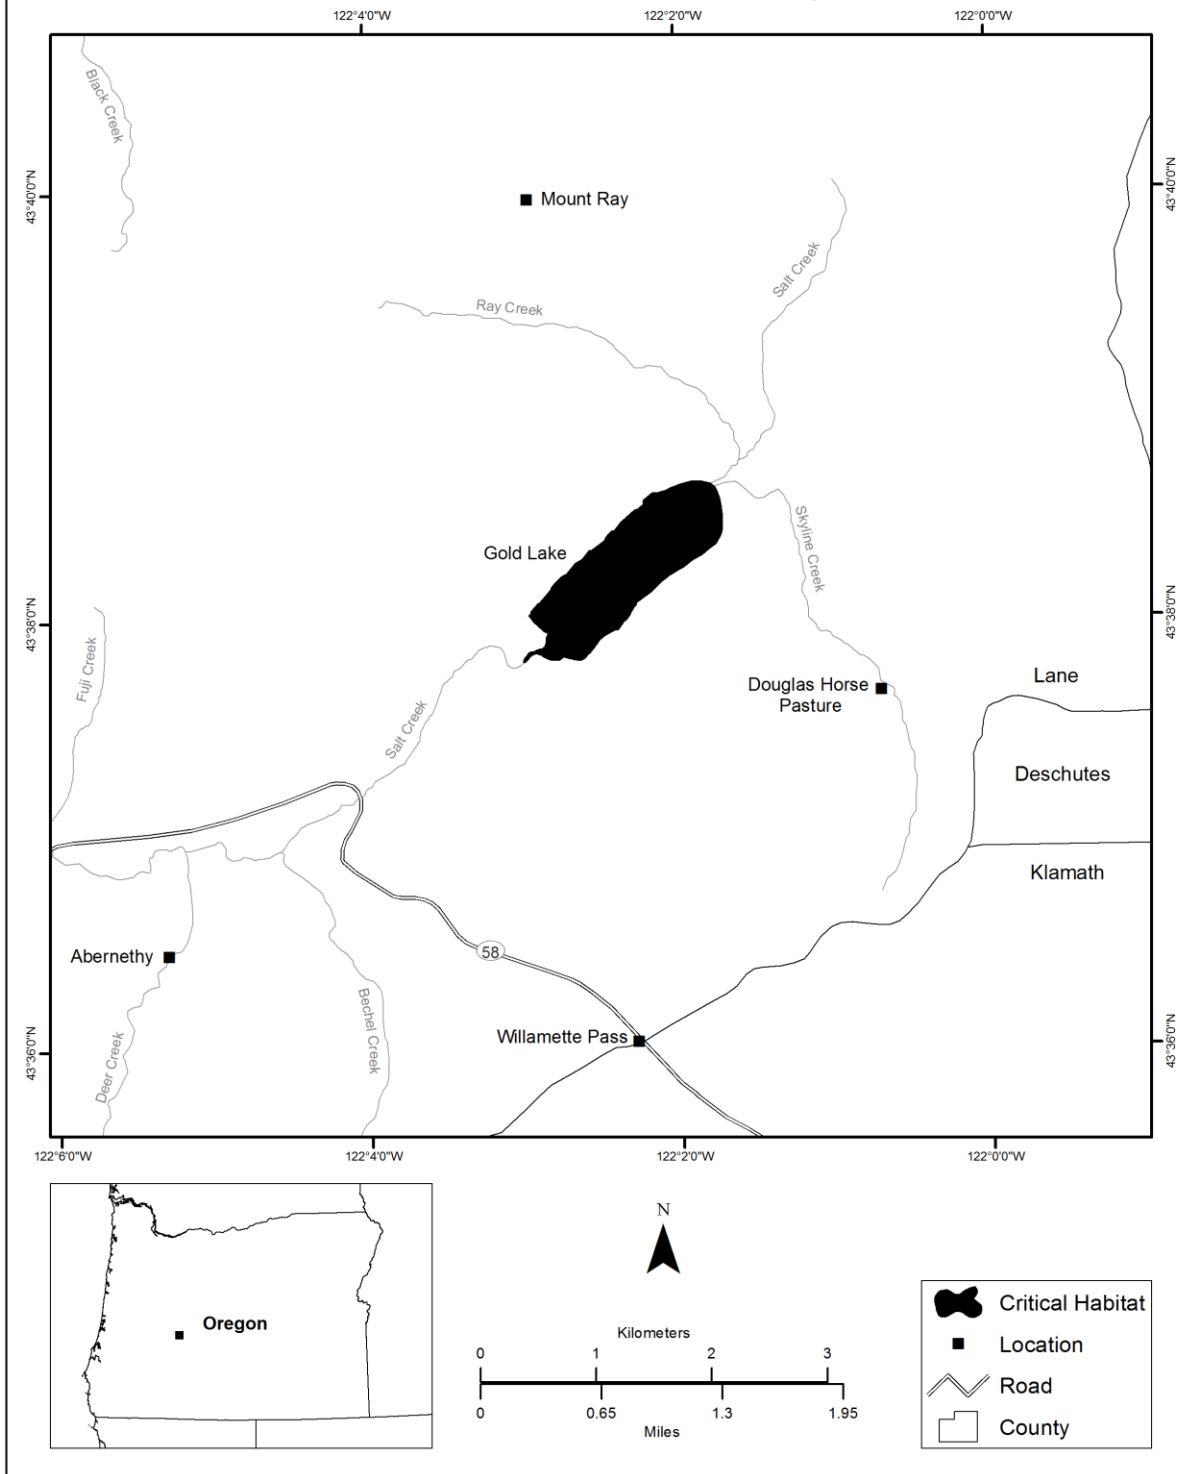 122°4'0"W
122°2'0"W
122°0'0"W
Black Creek
43°40'0"N
43°40'0"N
Mount Ray
Salt Creek
Ray Creek
Skyline Creek
Gold Lake
43°38'0"N
43°38'0"N
Fuji Creek
Lane
Douglas Horse
Pasture
Salt Creek
Deschutes
Klamath
58
Abernethy
Bechel Creek
Willamette Pass
Deer Creek
43°36'0"N
43°36'0"N
122°6'0"W
122°4'0"W
122°2'0"W
122°0'0"W
N
Oregon
Kilometers
0
1
2
3
0
0.65
1.3
1.95
Miles
Critical Habitat
Location
Road
County